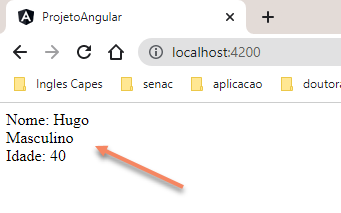 ProjetoAngular
localhost:4200
Ingles Capes
senac
aplicacao
doutora
Nome: Hugo
Masculino
Idade: 40